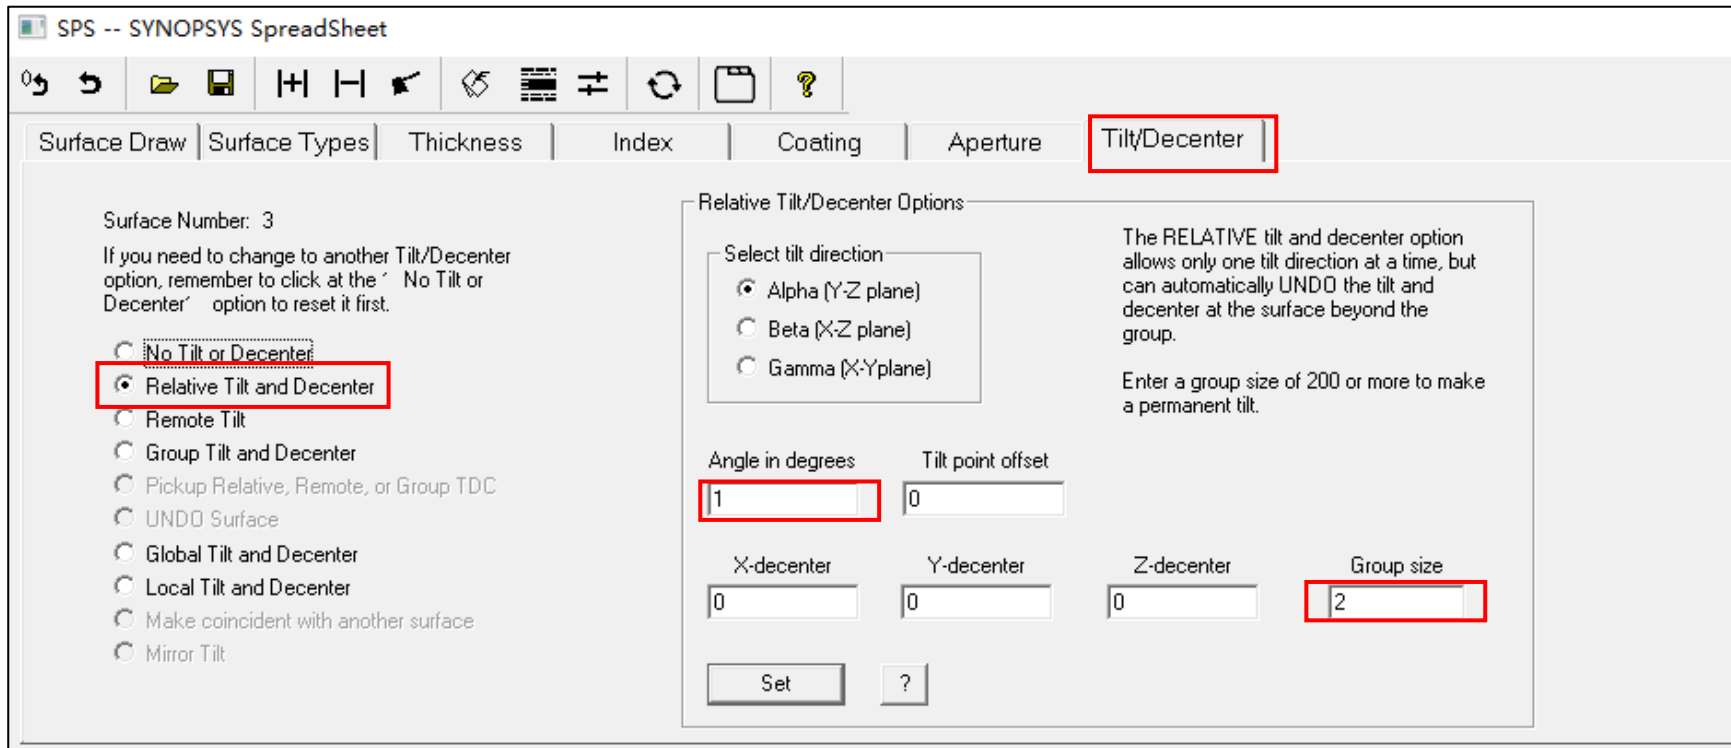 SPS -- SYNOPSYS SpreadSheet
Surface Draw Surface Types Thickness Index Coating Aperture Tilt/Decenter
Surface Number: 3
If you need to change to another Tilt/Decenter
option, remember to click at the ´ No Tilt or
Decenter´ option to reset it first.
No Tilt or Decenter
Relative Tilt and Decenter
Remote Tilt
Group Tilt and Decenter
Pickup Relative, Remote, or Group TDC
UNDO Surface
Global Tilt and Decenter
Local Tilt and Decenter
Make coincident with another surface
Mirror Tilt
Relative Tilt/Decenter Options
Select tilt direction
Alpha (Y-Z plane)
Beta (X-Z plane)
Gamma (X-Yplane)
The RELATIVE tilt and decenter option
allows only one tilt direction at a time, but
can automatically UNDO the tilt and
decenter at the surface beyond the
group.
Enter a group size of 200 or more to make
a permanent tilt.
Angle in degrees Tilt point offset
1 0
X-decenter Y-decenter Z-decenter Group size
0 0 0 2
Set ?